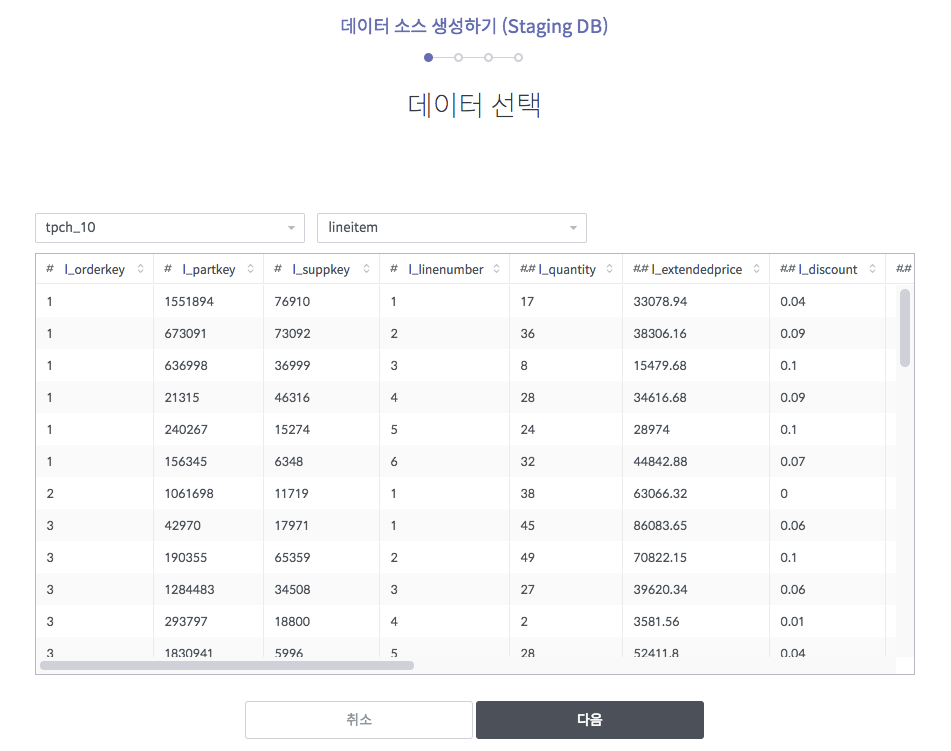 데이터 소스 생성하기 (Staging DB)
데이터 선택
tpch_10 lineitem
# l_orderkey # l_partkey # l_suppkey # l_linenumber ## l_quantity ## l_extendedprice ## l_discount ##
1 1551894 76910 1 17 33078.94 0.04
1 673091 73092 2 36 38306.16 0.09
1 636998 36999 3 8 15479.68 0.1
1 21315 46316 4 28 34616.68 0.09
1 240267 15274 5 24 28974 0.1
1 156345 6348 6 32 44842.88 0.07
2 1061698 11719 1 38 63066.32 0
3 42970 17971 1 45 86083.65 0.06
3 190355 65359 2 49 70822.15 0.1
3 1284483 34508 3 27 39620.34 0.06
3 293797 18800 4 2 3581.56 0.01
3 1830941 5996 5 28 52411.8 0.04
취소 다음